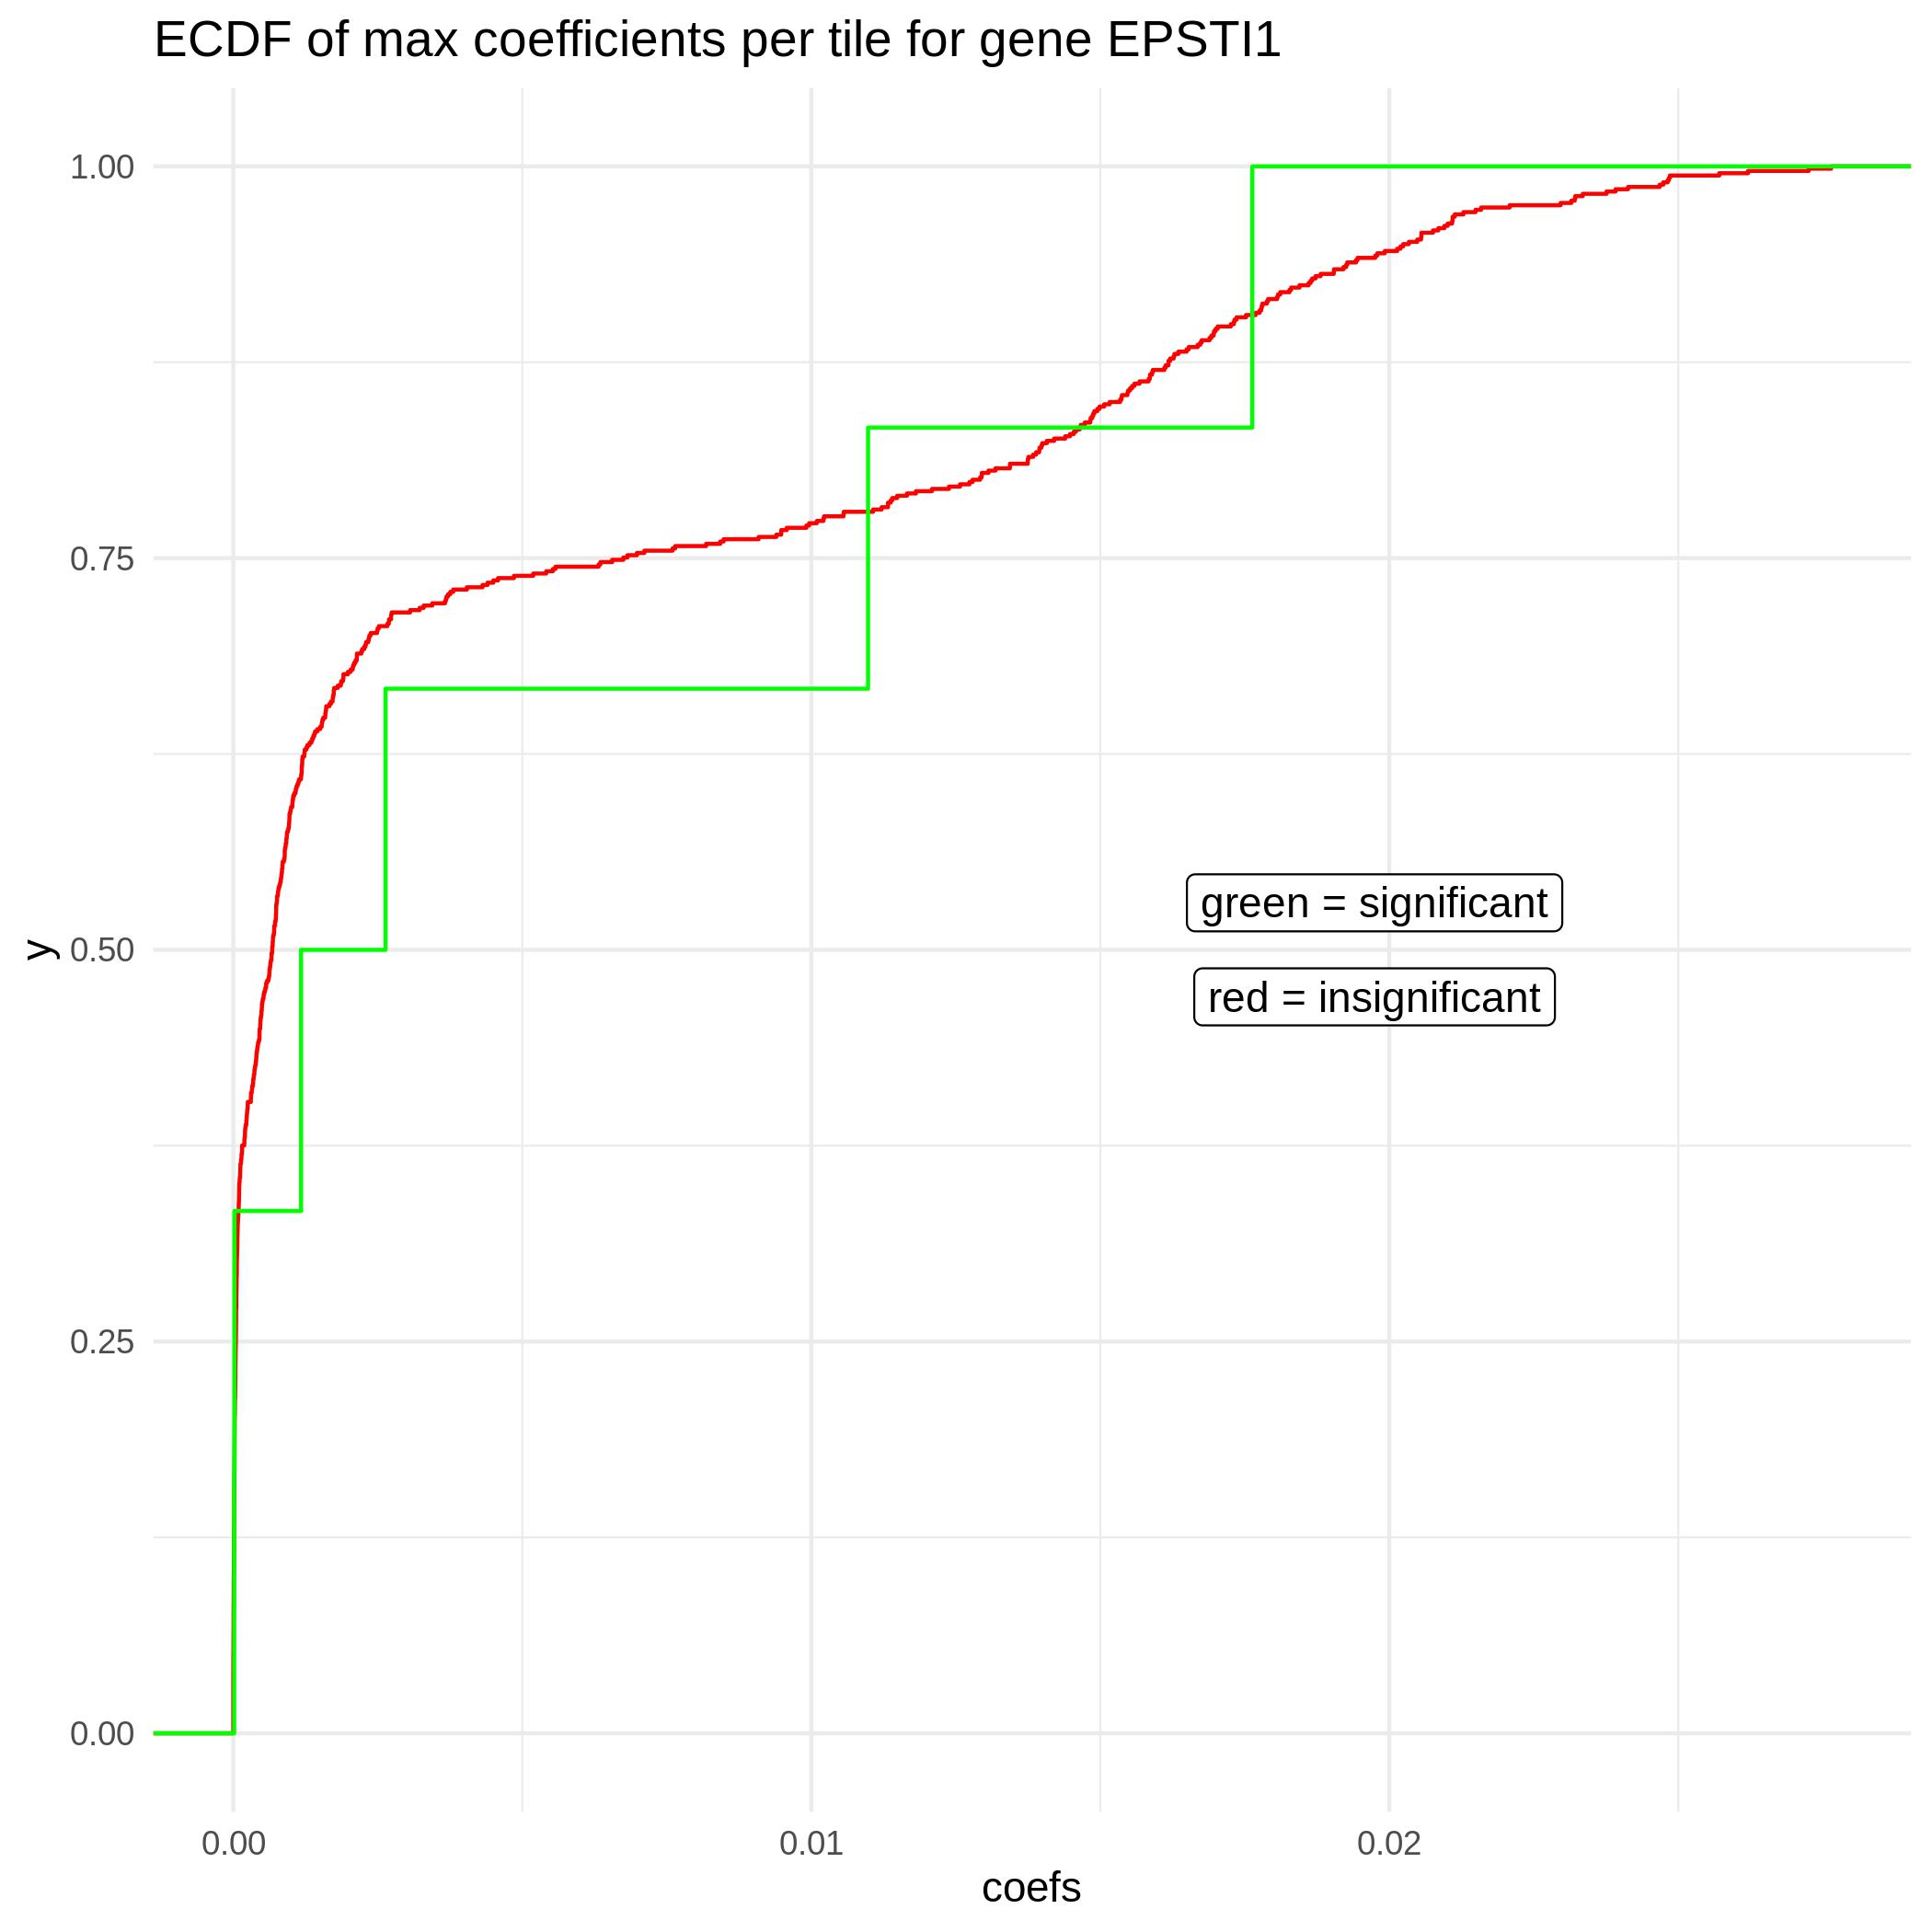 ECDF of max coefficients per tile for gene EPSTI1
1.00
0.75
0.50
0.25
0.00
y
green = significant
red = insignificant
0.00 0.01 0.02
coefs